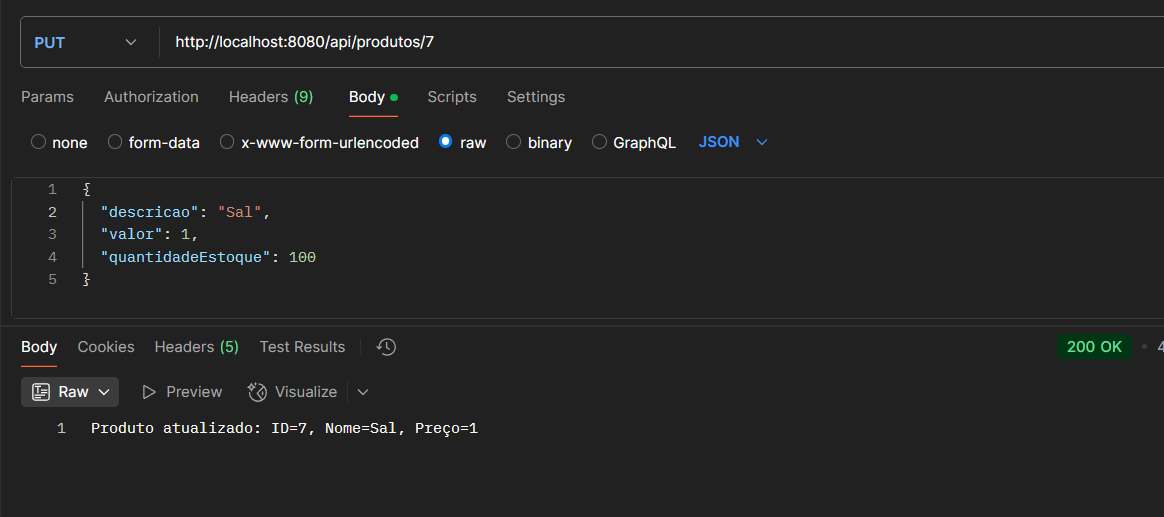 PUT http://localhost:8080/api/produtos/7
Params Authorization Headers (9) Body Scripts Settings
none form-data x-www-form-urlencoded raw binary GraphQL JSON
1 {
2 "descricao": "Sal",
3 "valor": 1,
4 "quantidadeEstoque": 100
5 }
Body Cookies Headers (5) Test Results 200 OK • 4
Raw Preview Visualize
1 Produto atualizado: ID=7, Nome=Sal, Preço=1